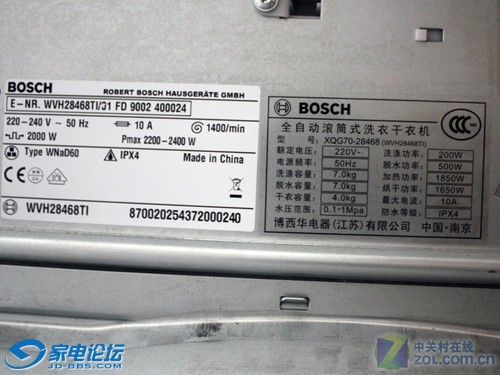 BOSCH
ROBERT BOSCH HAUSGERÄTE GMBH
E-NR. WVH28468TI/31 FD 9002 400024
220-240 V ~ 50 Hz 10 A 1400/min
2000 W Pmax 2200-2400 W
Type WNaD60 IPX4 Made in China
CE
WVH28468TI 870020254372000240
BOSCH
全自动滚筒式洗衣干衣机
型号: XQG70-28468 (WVH28468TI)
额定电压: 220V~ 洗涤功率: 200W
电源频率: 50Hz 脱水功率: 500W
洗涤容量: 7.0kg 加热功率: 1850W
脱水容量: 7.0kg 烘干功率: 1650W
干衣容量: 4.0kg 最大电流: 10A
水压范围: 0.1-1Mpa 防水等级: IPX4
博西华电器(江苏)有限公司 中国·南京
CCC
家电论坛
JD-BBS.COM
中关村在线
zol.com.cn